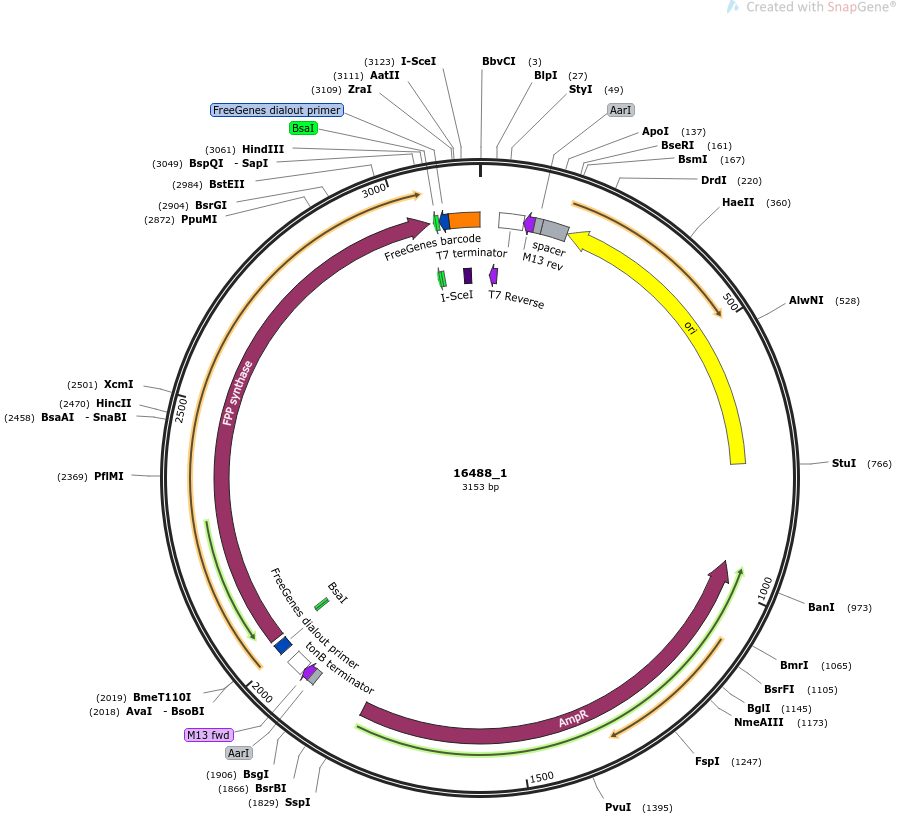 Created with SnapGene®
(3123) I-SceI
(3111) AatII
(3109) ZraI
FreeGenes dialout primer
BsaI
(3061) HindIII
(3049) BspQI - SapI
(2984) BstEII
(2904) BsrGI
(2872) PpuMI
BbvCI (3)
BlpI (27)
StyI (49)
AarI
ApoI (137)
BseRI (161)
BsmI (167)
DrdI (220)
HaeII (360)
AlwNI (528)
StuI (766)
BanI (973)
BmrI (1065)
BsrFI (1105)
BglI (1145)
NmeAIII (1173)
FspI (1247)
PvuI (1395)
3000
500
1000
1500
2000
2500
FreeGenes barcode
T7 terminator
spacer
M13 rev
I-SceI
T7 Reverse
ori
FPP synthase
(2501) XcmI
(2470) HincII
(2458) BsaAI - SnaBI
(2369) PflMI
16488_1
3153 bp
BsaI
FreeGenes dialout primer
tonB terminator
AmpR
(2019) BmeT110I
(2018) AvaI - BsoBI
M13 fwd
AarI
(1906) BsgI
(1866) BsrBI
(1829) SspI